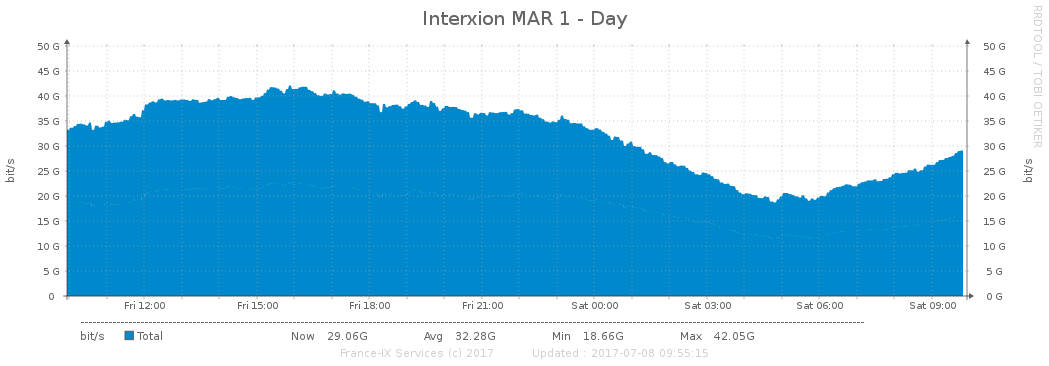 Interxion MAR 1 - Day
RRDTOOL / TOBI OETIKER
50 G 50 G
45 G 45 G
40 G 40 G
35 G 35 G
30 G 30 G
25 G 25 G
20 G 20 G
15 G 15 G
10 G 10 G
5 G 5 G
0 0 G
bit/s bit/s
Fri 12:00 Fri 15:00 Fri 18:00 Fri 21:00 Sat 00:00 Sat 03:00 Sat 06:00 Sat 09:00
bit/s Total Now 29.06G Avg 32.28G Min 18.66G Max 42.05G
France-IX Services (c) 2017 Updated : 2017-07-08 09:55:15